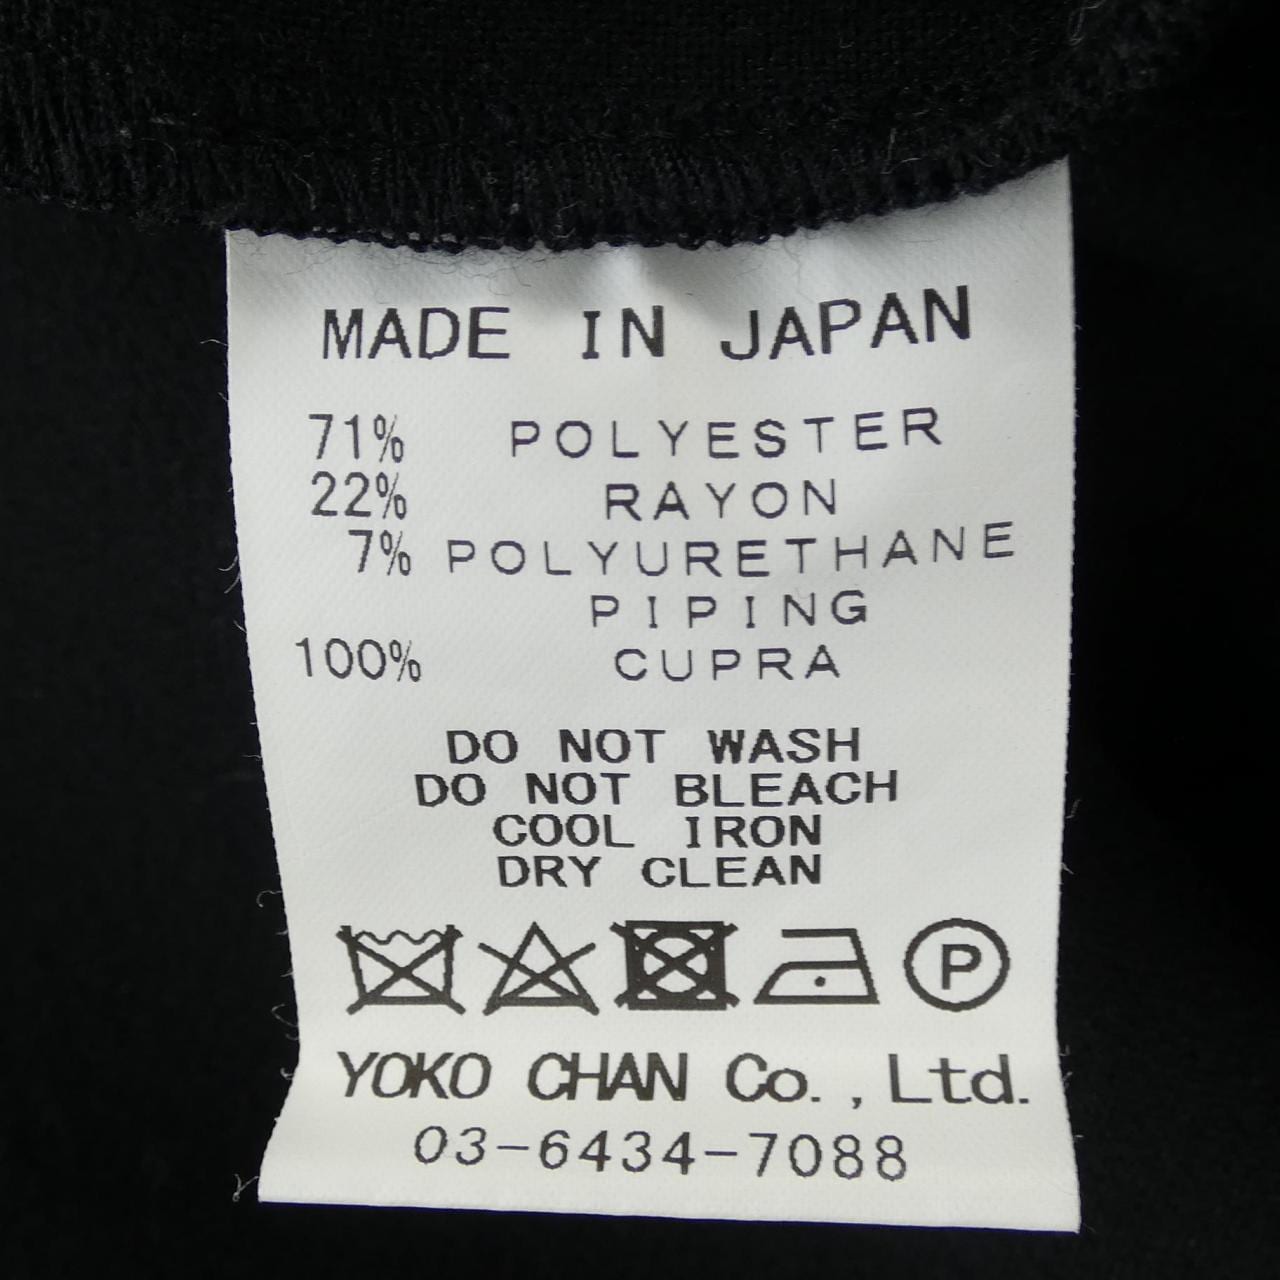 MADE IN JAPAN
71% POLYESTER
22% RAYON
7% POLYURETHANE
PIPING
100% CUPRA
DO NOT WASH
DO NOT BLEACH
COOL IRON
DRY CLEAN
P
YOKO CHAN Co., Ltd.
03-6434-7088